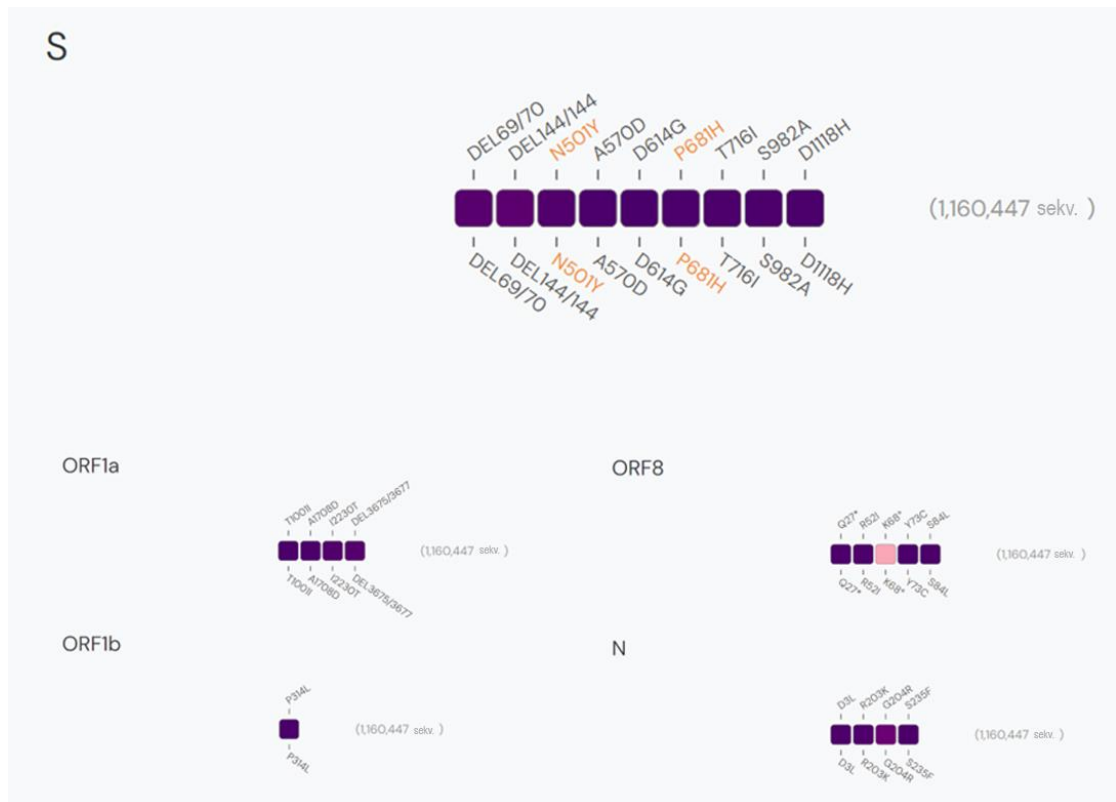 S
DEL69/70 DEL144/144 N501Y A570D D614G P681H T716I S982A D1118H
(1,160,447 sekv. )
DEL69/70 DEL144/144 N501Y A570D D614G P681H T716I S982A D1118H
ORF1a
T1001I A1708D I2230T DEL3675/3677
(1,160,447 sekv. )
T1001I A1708D I2230T DEL3675/3677
ORF8
Q27* R52I K68* Y73C S84L
(1,160,447 sekv. )
Q27* R52I K68* Y73C S84L
ORF1b
P314L
(1,160,447 sekv. )
P314L
N
D3L R203K G204R S235F
(1,160,447 sekv. )
D3L R203K G204R S235F